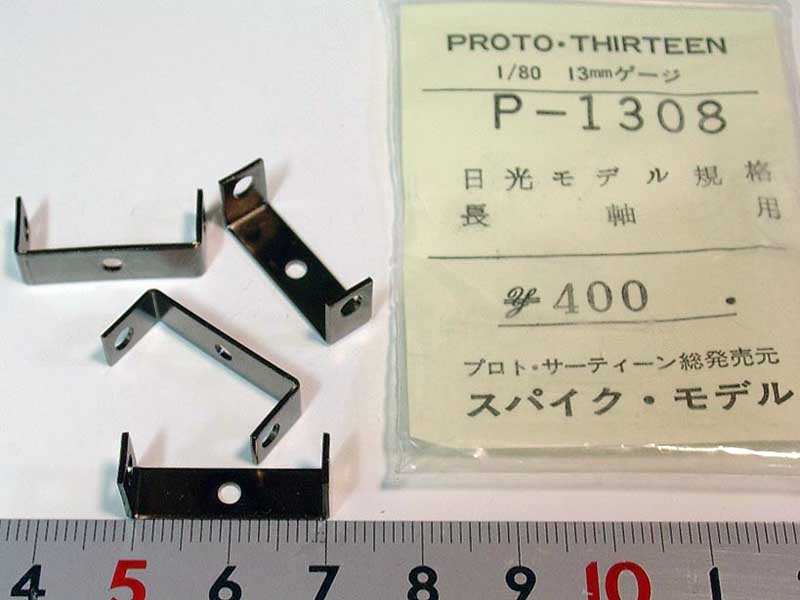 PROTO・THIRTEEN
1/80 13mmゲージ
P-1308
日光モデル規格
長軸用
¥400.
プロト・サーティーン総発売元
スパイク・モデル
4 5 6 7 8 9 10 1